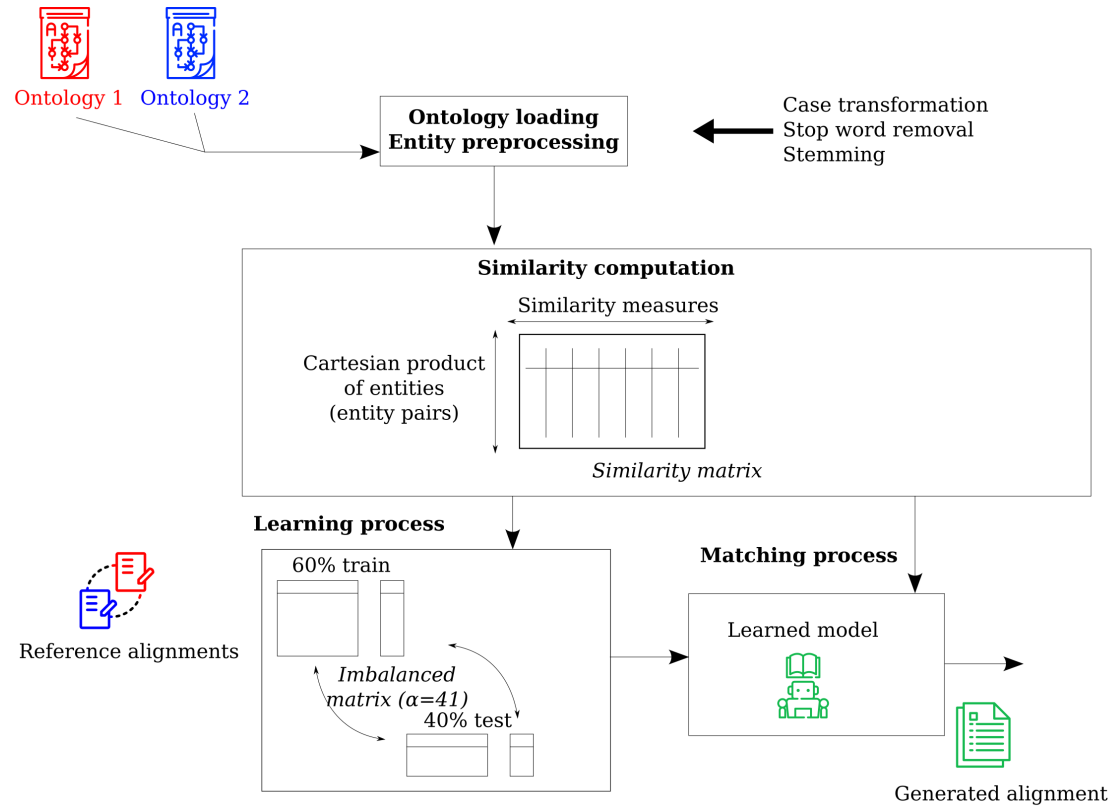 Ontology 1
Ontology 2
Ontology loading
Entity preprocessing
Case transformation
Stop word removal
Stemming
Similarity computation
Similarity measures
Cartesian product
of entities
(entity pairs)
Similarity matrix
Learning process
60% train
Imbalanced
matrix (α=41)
40% test
Reference alignments
Matching process
Learned model
Generated alignment